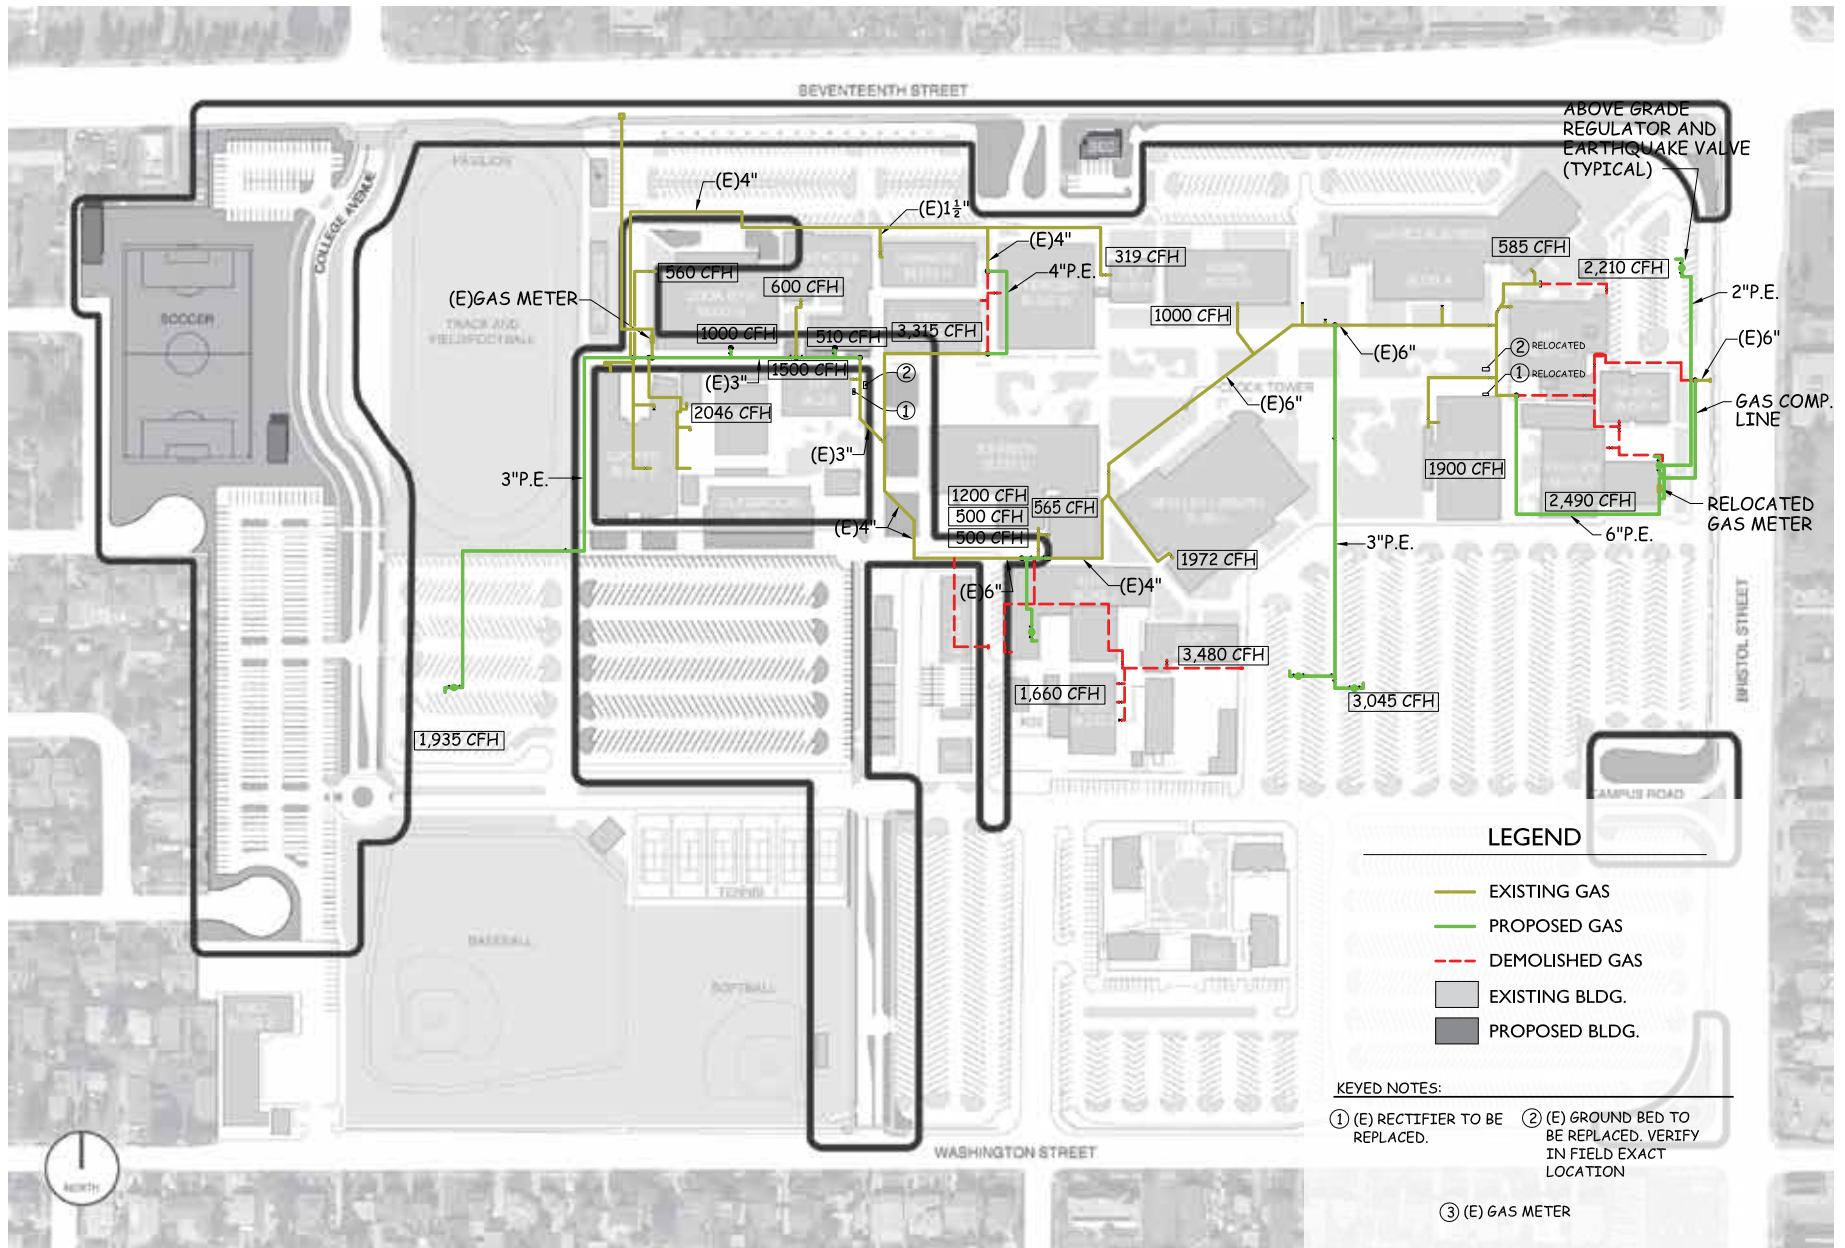 SEVENTEENTH STREET
ABOVE GRADE
REGULATOR AND
EARTHQUAKE VALVE
(TYPICAL)
PAVILION
COLLEGE AVENUE
(E)4"
(E)1½"
(E)4"
4"P.E.
319 CFH
585 CFH
2,210 CFH
560 CFH
600 CFH
2"P.E.
(E)GAS METER
SOCCER
TRACK AND
FIELD/FOOTBALL
1000 CFH
510 CFH
3,315 CFH
1000 CFH
(E)6"
(E)6"
② RELOCATED
① RELOCATED
1500 CFH
(E)3"
②
①
CLOCK TOWER
(E)6"
GAS COMP.
LINE
2046 CFH
(E)3"
3"P.E.
1900 CFH
1200 CFH
500 CFH
500 CFH
565 CFH
2,490 CFH
RELOCATED
GAS METER
(E)4"
6"P.E.
3"P.E.
1972 CFH
(E)6"
(E)4"
BRISTOL STREET
3,480 CFH
1,660 CFH
3,045 CFH
1,935 CFH
CAMPUS ROAD
LEGEND
EXISTING GAS
PROPOSED GAS
DEMOLISHED GAS
EXISTING BLDG.
PROPOSED BLDG.
TENNIS
BASEBALL
SOFTBALL
KEYED NOTES:
① (E) RECTIFIER TO BE
REPLACED.
② (E) GROUND BED TO
BE REPLACED. VERIFY
IN FIELD EXACT
LOCATION
③ (E) GAS METER
WASHINGTON STREET
NORTH